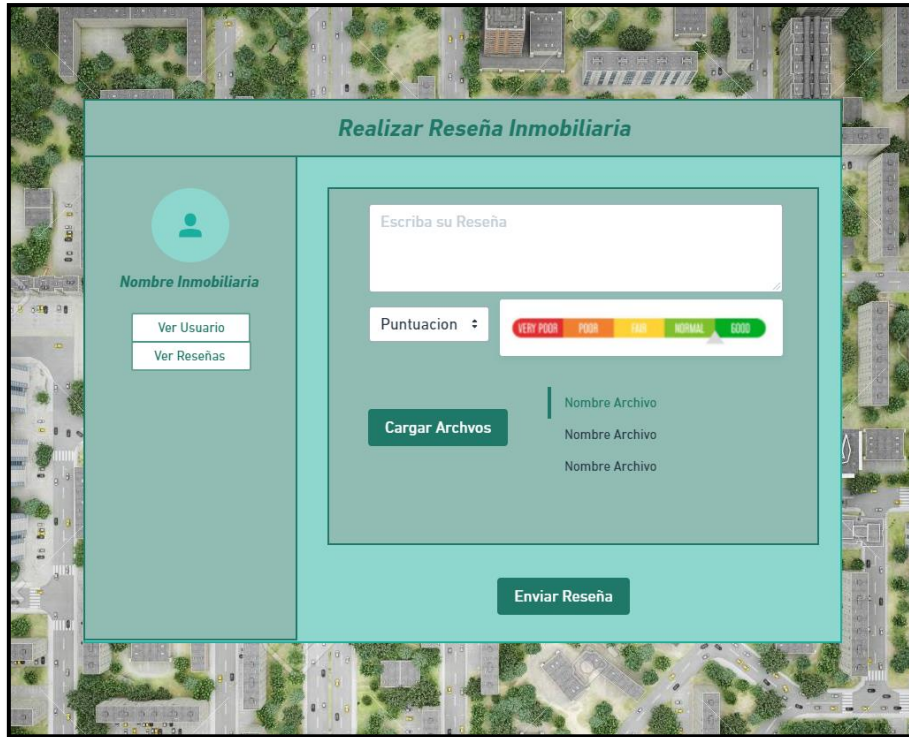 Realizar Reseña Inmobiliaria
Nombre Inmobiliaria
Ver Usuario
Ver Reseñas
Escriba su Reseña
Puntuacion
VERY POOR POOR FAIR NORMAL GOOD
Cargar Archvos
Nombre Archivo
Nombre Archivo
Nombre Archivo
Enviar Reseña